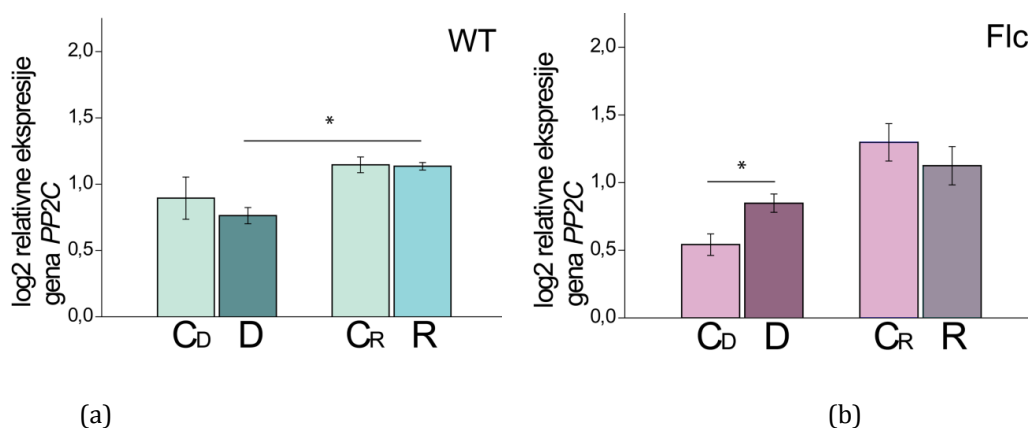 WT
log2 relativne ekspresije
gena PP2C
2,0
1,5
1,0
0,5
0,0
*
CD D CR R
(a)
Flc
log2 relativne ekspresije
gena PP2C
2,0
1,5
1,0
0,5
0,0
*
CD D CR R
(b)